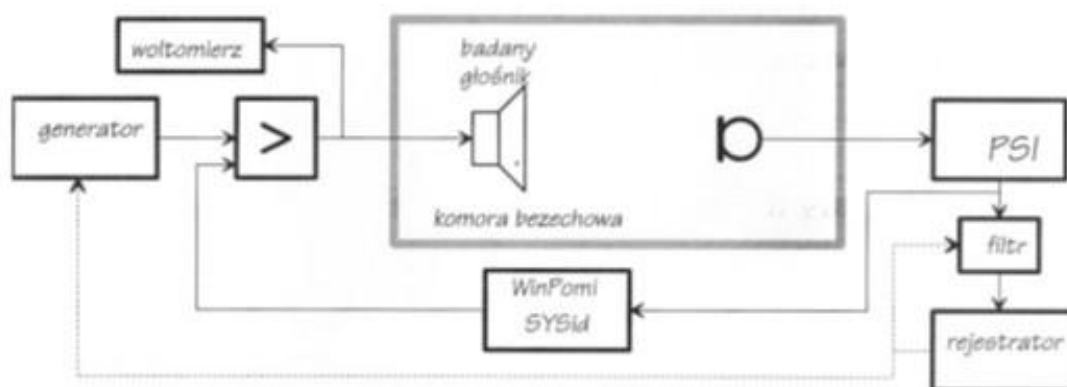 woltomierz
badany
głośnik
generator
>
PSI
komora bezechowa
filtr
WinPomi
SYSid
rejestrator